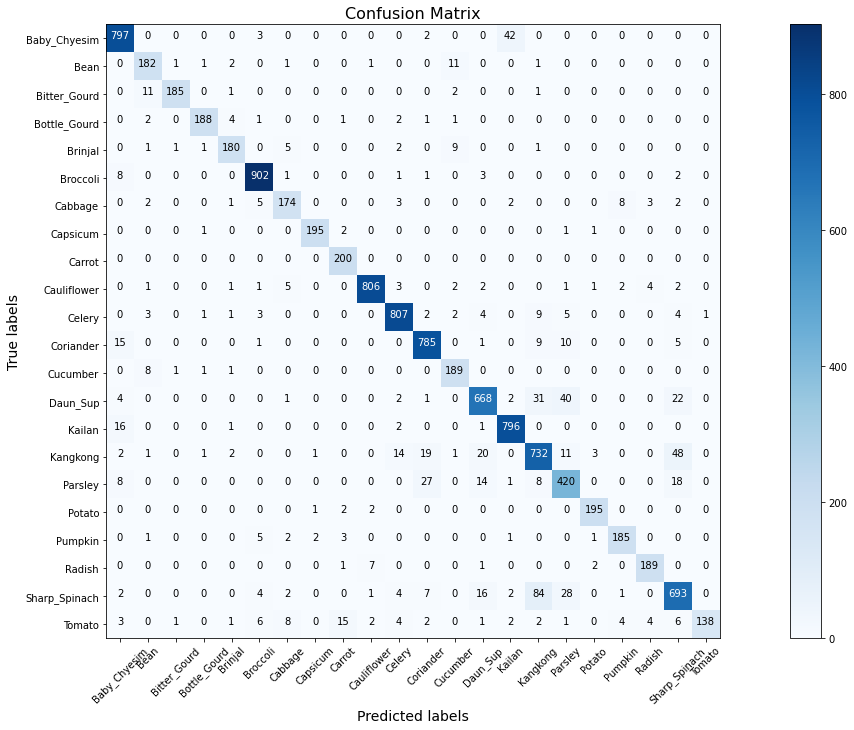 Confusion Matrix
Baby_Chyesim 797 0 0 0 0 3 0 0 0 0 0 2 0 0 42 0 0 0 0 0 0 0
Bean 0 182 1 1 2 0 1 0 0 1 0 0 11 0 0 1 0 0 0 0 0 0
Bitter_Gourd 0 11 185 0 1 0 0 0 0 0 0 0 2 0 0 1 0 0 0 0 0 0
Bottle_Gourd 0 2 0 188 4 1 0 0 1 0 2 1 1 0 0 0 0 0 0 0 0 0
Brinjal 0 1 1 1 180 0 5 0 0 0 2 0 9 0 0 1 0 0 0 0 0 0
Broccoli 8 0 0 0 0 902 1 0 0 0 1 1 0 3 0 0 0 0 0 0 2 0
Cabbage 0 2 0 0 1 5 174 0 0 0 3 0 0 0 2 0 0 0 8 3 2 0
Capsicum 0 0 0 1 0 0 0 195 2 0 0 0 0 0 0 0 1 1 0 0 0 0
Carrot 0 0 0 0 0 0 0 0 200 0 0 0 0 0 0 0 0 0 0 0 0 0
Cauliflower 0 1 0 0 1 1 5 0 0 806 3 0 2 2 0 0 1 1 2 4 2 0
Celery 0 3 0 1 1 3 0 0 0 0 807 2 2 4 0 9 5 0 0 0 4 1
Coriander 15 0 0 0 0 1 0 0 0 0 0 785 0 1 0 9 10 0 0 0 5 0
Cucumber 0 8 1 1 1 0 0 0 0 0 0 0 189 0 0 0 0 0 0 0 0 0
Daun_Sup 4 0 0 0 0 0 1 0 0 0 2 1 0 668 2 31 40 0 0 0 22 0
Kailan 16 0 0 0 1 0 0 0 0 0 2 0 0 1 796 0 0 0 0 0 0 0
Kangkong 2 1 0 1 2 0 0 1 0 0 14 19 1 20 0 732 11 3 0 0 48 0
Parsley 8 0 0 0 0 0 0 0 0 0 0 27 0 14 1 8 420 0 0 0 18 0
Potato 0 0 0 0 0 0 0 1 2 2 0 0 0 0 0 0 0 195 0 0 0 0
Pumpkin 0 1 0 0 0 5 2 2 3 0 0 0 0 0 1 0 0 1 185 0 0 0
Radish 0 0 0 0 0 0 0 0 1 7 0 0 0 1 0 0 0 2 0 189 0 0
Sharp_Spinach 2 0 0 0 0 4 2 0 0 1 4 7 0 16 2 84 28 0 1 0 693 0
Tomato 3 0 1 0 1 6 8 0 15 2 4 2 0 1 2 2 1 0 4 4 6 138
Baby_Chyesim Bean Bitter_Gourd Bottle_Gourd Brinjal Broccoli Cabbage Capsicum Carrot Cauliflower Celery Coriander Cucumber Daun_Sup Kailan Kangkong Parsley Potato Pumpkin Radish Sharp_Spinach Tomato
Predicted labels
True labels
800
600
400
200
0